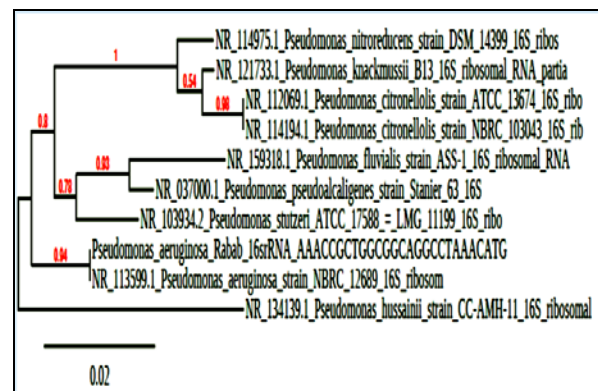 NR_114975.1_Pseudomonas_nitroreducens_strain_DSM_14399_16S_ribos
1
NR_121733.1_Pseudomonas_knackmussii_B13_16S_ribosomal_RNA_partia
0.54
NR_112069.1_Pseudomonas_citronellolis_strain_ATCC_13674_16S_ribo
0.98
NR_114194.1_Pseudomonas_citronellolis_strain_NBRC_103043_16S_rib
0.8
NR_159318.1_Pseudomonas_fluvialis_strain_ASS-1_16S_ribosomal_RNA
0.93
NR_037000.1_Pseudomonas_pseudoalcaligenes_strain_Stanier_63_16S
0.78
NR_103934.2_Pseudomonas_stutzeri_ATCC_17588_=_LMG_11199_16S_ribo
Pseudomonas_aeruginosa_Rabab_16srRNA_AAACCGCTGGCGGCAGGCCTAAACATG
0.94
NR_113599.1_Pseudomonas_aeruginosa_strain_NBRC_12689_16S_ribosom
NR_134139.1_Pseudomonas_hussainii_strain_CC-AMH-11_16S_ribosomal
0.02